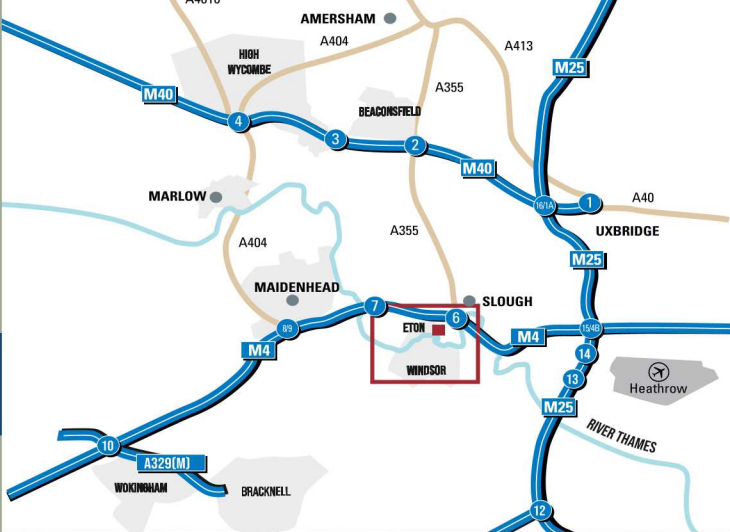 A4010
AMERSHAM
A404
A413
HIGH
WYCOMBE
M25
A355
M40
BEACONSFIELD
4
3
2
M40
MARLOW
16/1A
1
A40
UXBRIDGE
A404
A355
M25
MAIDENHEAD
7
6
SLOUGH
8/9
ETON
M4
15/4B
M4
14
WINDSOR
13
Heathrow
M25
RIVER THAMES
10
A329(M)
WOKINGHAM
BRACKNELL
12